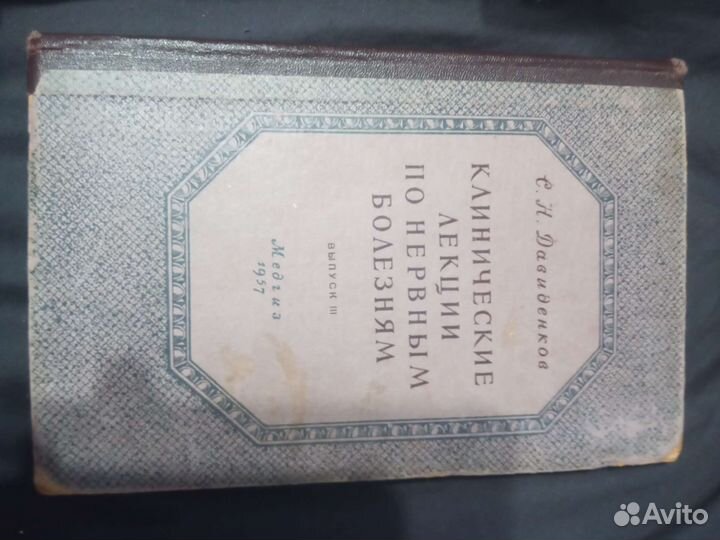 С. Н. Давиденков
КЛИНИЧЕСКИЕ
ЛЕКЦИИ
ПО НЕРВНЫМ
БОЛЕЗНЯМ
ВЫПУСК III
Медгиз
1957
Avito